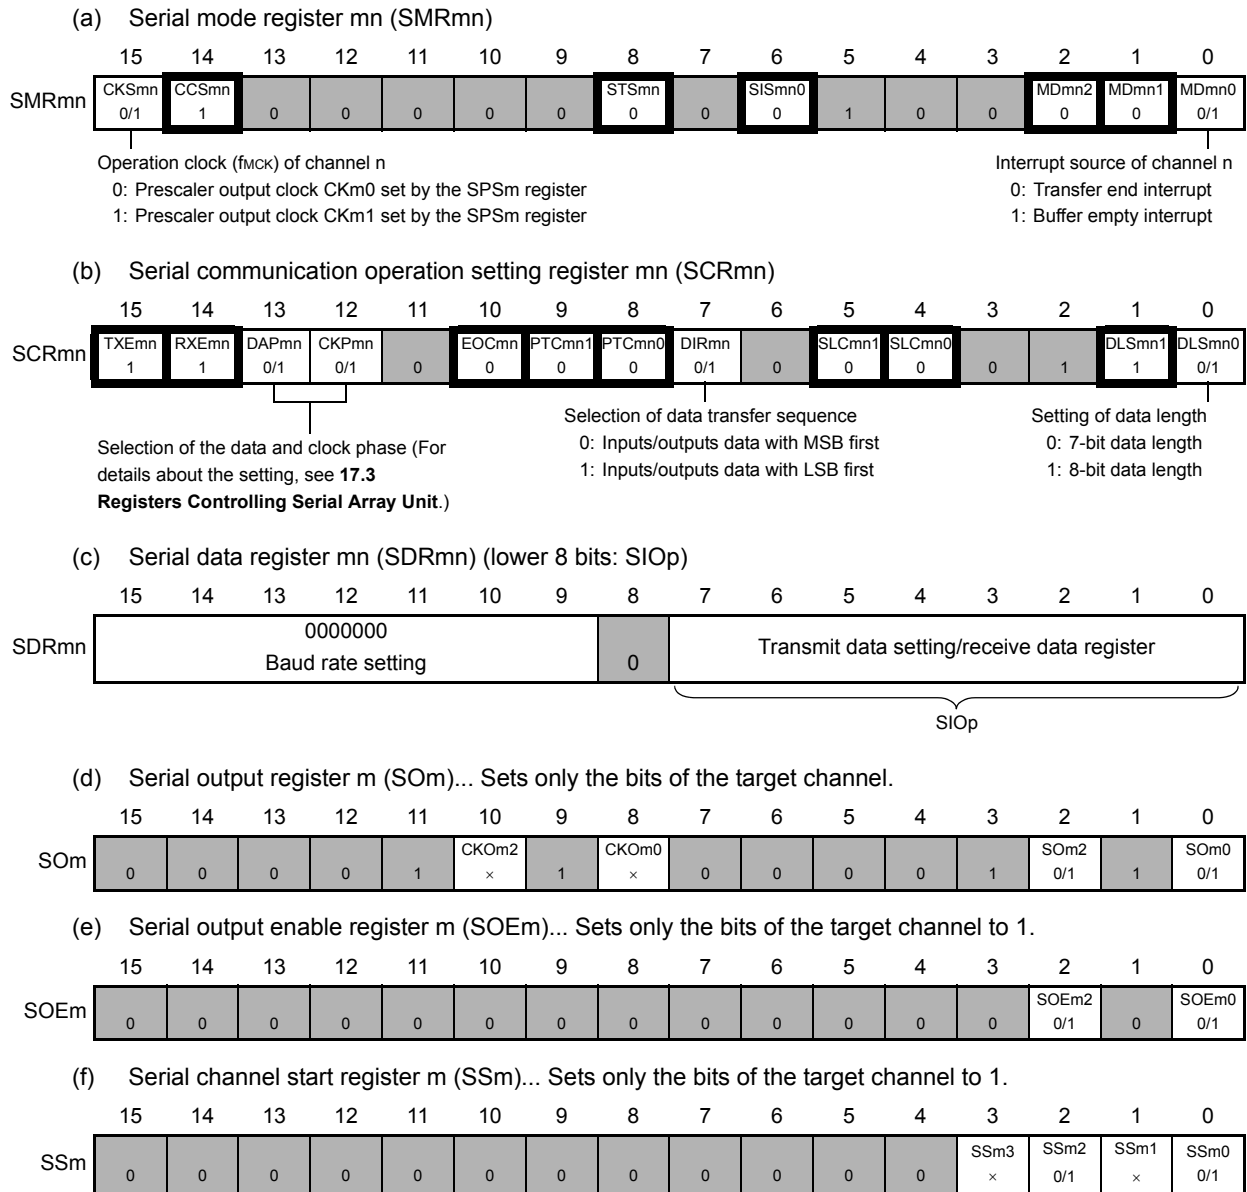 (a) Serial mode register mn (SMRmn)
15 14 13 12 11 10 9 8 7 6 5 4 3 2 1 0
SMRmn
CKSmn CCSmn STSmn SISmn0 MDmn2 MDmn1 MDmn0
0/1 1 0 0 0 0 0 0 0 0 1 0 0 0 0 0/1
Operation clock (fMCK) of channel n
0: Prescaler output clock CKm0 set by the SPSm register
1: Prescaler output clock CKm1 set by the SPSm register
Interrupt source of channel n
0: Transfer end interrupt
1: Buffer empty interrupt
(b) Serial communication operation setting register mn (SCRmn)
15 14 13 12 11 10 9 8 7 6 5 4 3 2 1 0
SCRmn
TXEmn RXEmn DAPmn CKPmn EOCmn PTCmn1 PTCmn0 DIRmn SLCmn1 SLCmn0 DLSmn1 DLSmn0
1 1 0/1 0/1 0 0 0 0 0/1 0 0 0 0 1 1 0/1
Selection of the data and clock phase (For
details about the setting, see 17.3
Registers Controlling Serial Array Unit.)
Selection of data transfer sequence
0: Inputs/outputs data with MSB first
1: Inputs/outputs data with LSB first
Setting of data length
0: 7-bit data length
1: 8-bit data length
(c) Serial data register mn (SDRmn) (lower 8 bits: SIOp)
15 14 13 12 11 10 9 8 7 6 5 4 3 2 1 0
SDRmn
0000000
Baud rate setting
0
Transmit data setting/receive data register
SIOp
(d) Serial output register m (SOm)... Sets only the bits of the target channel.
15 14 13 12 11 10 9 8 7 6 5 4 3 2 1 0
SOm
CKOm2 CKOm0 SOm2 SOm0
0 0 0 0 1 × 1 × 0 0 0 0 1 0/1 1 0/1
(e) Serial output enable register m (SOEm)... Sets only the bits of the target channel to 1.
15 14 13 12 11 10 9 8 7 6 5 4 3 2 1 0
SOEm
SOEm2 SOEm0
0 0 0 0 0 0 0 0 0 0 0 0 0 0/1 0 0/1
(f) Serial channel start register m (SSm)... Sets only the bits of the target channel to 1.
15 14 13 12 11 10 9 8 7 6 5 4 3 2 1 0
SSm
SSm3 SSm2 SSm1 SSm0
0 0 0 0 0 0 0 0 0 0 0 0 × 0/1 × 0/1